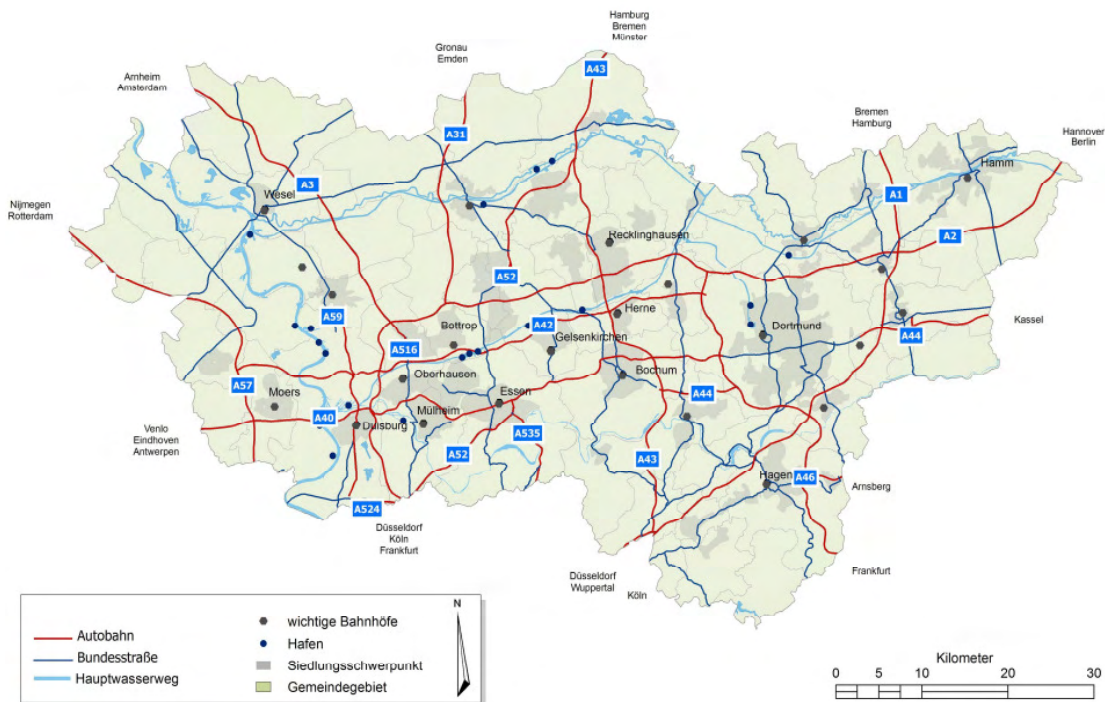 Hamburg
Bremen
Münster
Gronau
Emden
A43
Arnheim
Amsterdam
Bremen
Hamburg
Hannover
Berlin
A31
Hamm
A3
Wesel
A1
Nijmegen
Rotterdam
A2
Recklinghausen
A52
A59
Bottrop
A42
Herne
Dortmund
Kassel
A516
Gelsenkirchen
A44
Oberhausen
Bochum
A57
Moers
Essen
A44
A40
Mülheim
Duisburg
Venlo
Eindhoven
Antwerpen
A535
A52
A43
Hagen
A46
Arnsberg
A524
Düsseldorf
Köln
Frankfurt
Düsseldorf
Wuppertal
Köln
Frankfurt
Autobahn
Bundesstraße
Hauptwasserweg
wichtige Bahnhöfe
Hafen
Siedlungsschwerpunkt
Gemeindegebiet
N
Kilometer
0 5 10 20 30